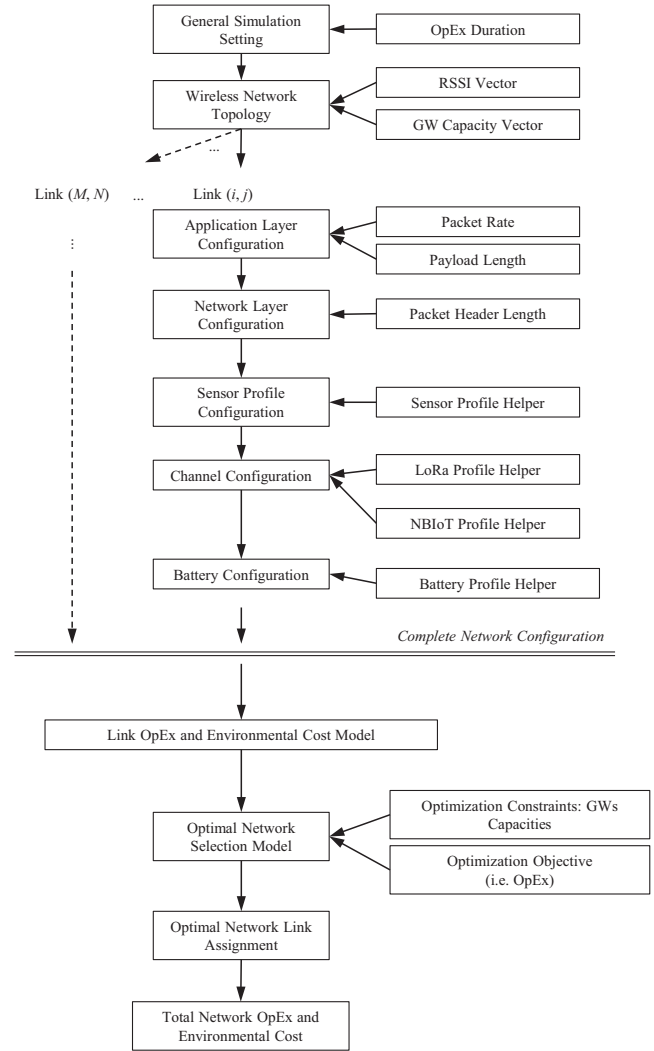 General Simulation
Setting
OpEx Duration
RSSI Vector
Wireless Network
Topology
GW Capacity Vector
...
Link (M, N) ... Link (i, j)
...
Application Layer
Configuration
Packet Rate
Payload Length
Network Layer
Configuration
Packet Header Length
Sensor Profile
Configuration
Sensor Profile Helper
Channel Configuration
LoRa Profile Helper
NBIoT Profile Helper
Battery Configuration
Battery Profile Helper
Complete Network Configuration
Link OpEx and Environmental Cost Model
Optimal Network
Selection Model
Optimization Constraints: GWs
Capacities
Optimization Objective
(i.e. OpEx)
Optimal Network Link
Assignment
Total Network OpEx and
Environmental Cost